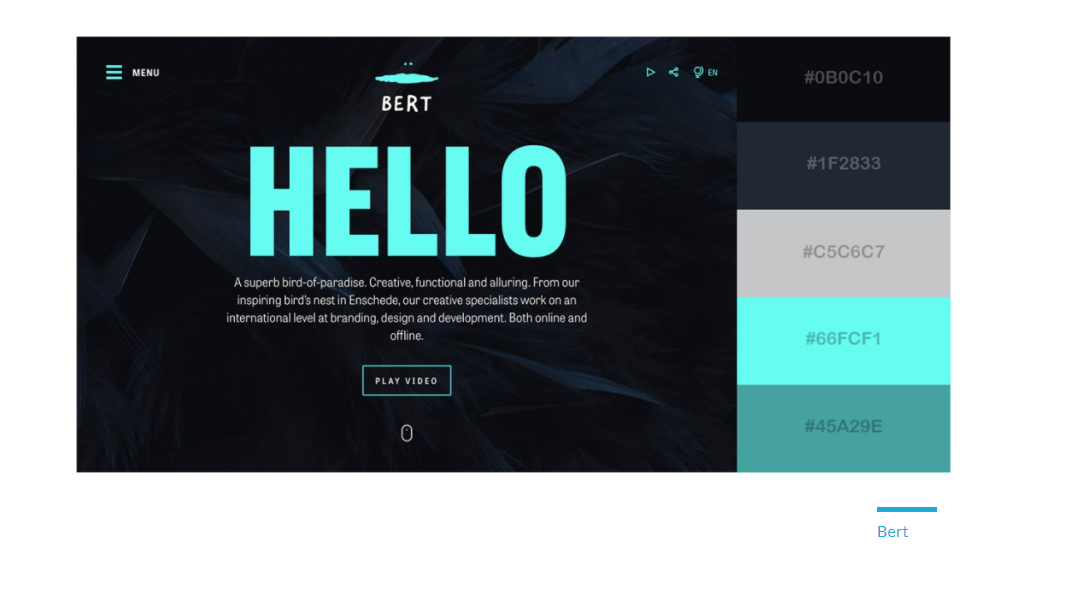 MENU
BERT
EN
HELLO
A superb bird-of-paradise. Creative, functional and alluring. From our
inspiring bird's nest in Enschede, our creative specialists work on an
international level at branding, design and development. Both online and
offline.
PLAY VIDEO
#0B0C10
#1F2833
#C5C6C7
#66FCF1
#45A29E
Bert